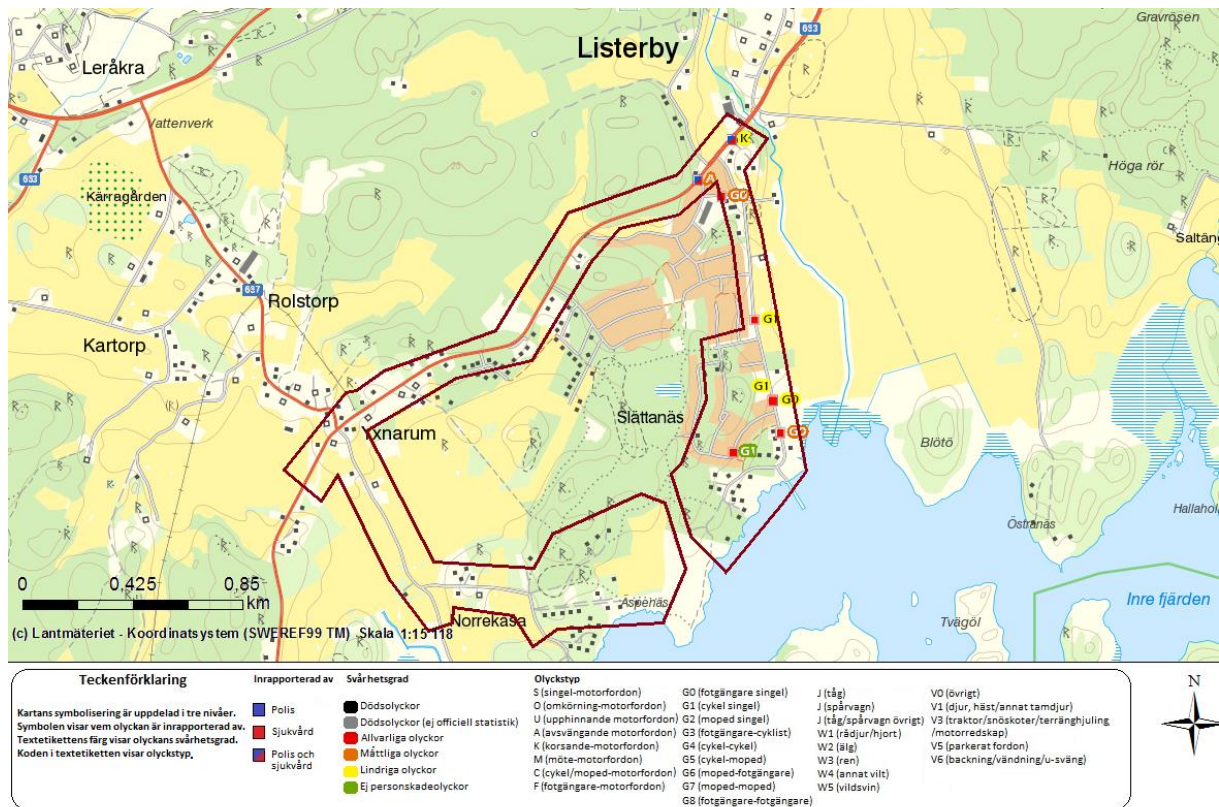 Listerby
653
Gravrösen
Leråkra
Vattenverk
K
Höga rör
653
A
G0
Kärragården
Saltäng
687
Rolstorp
G1
Kartorp
G1
G0
Slättanäs
Yxnarum
Blötö
G1
Östranäs
Hallahol
0 0,425 0,85
km
Äspenäs
Inre fjärden
Norrekåsa
Tvägöl
(c) Lantmäteriet - Koordinatsystem (SWEREF99 TM) Skala 1:15 118
Teckenförklaring
Kartans symbolisering är uppdelad i tre nivåer.
Symbolen visar vem olyckan är inrapporterad av.
Textetikettens färg visar olyckans svårhetsgrad.
Koden i textetiketten visar olyckstyp.
Inrapporterad av
Polis
Sjukvård
Polis och
sjukvård
Svårhetsgrad
Dödsolyckor
Dödsolyckor (ej officiell statistik)
Allvarliga olyckor
Måttliga olyckor
Lindriga olyckor
Ej personskadeolyckor
Olyckstyp
S (singel-motorfordon)
O (omkörning-motorfordon)
U (upphinnande motorfordon)
A (avsvängande motorfordon)
K (korsande-motorfordon)
M (möte-motorfordon)
C (cykel/moped-motorfordon)
F (fotgängare-motorfordon)
G0 (fotgängare singel)
G1 (cykel singel)
G2 (moped singel)
G3 (fotgängare-cyklist)
G4 (cykel-cykel)
G5 (cykel-moped)
G6 (moped-fotgängare)
G7 (moped-moped)
G8 (fotgängare-fotgängare)
J (tåg)
J (spårvagn)
J (tåg/spårvagn övrigt)
W1 (rådjur/hjort)
W2 (älg)
W3 (ren)
W4 (annat vilt)
W5 (vildsvin)
V0 (övrigt)
V1 (djur, häst/annat tamdjur)
V3 (traktor/snöskoter/terränghjuling
/motorredskap)
V5 (parkerat fordon)
V6 (backning/vändning/u-sväng)
N